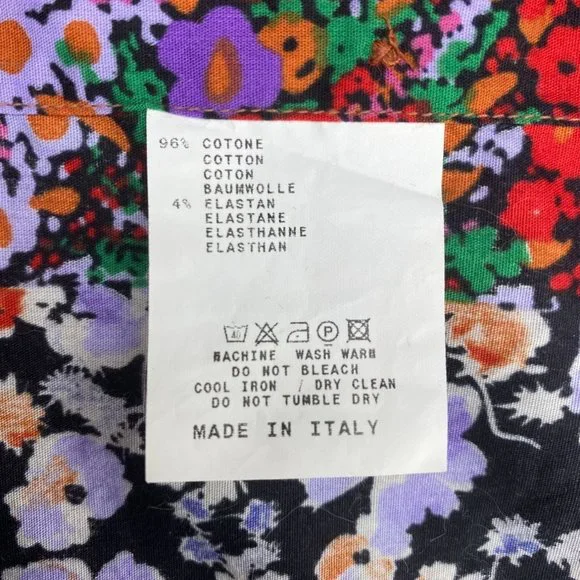 96% COTONE
COTTON
COTON
BAUMWOLLE
4% ELASTAN
ELASTANE
ELASTHANNE
ELASTHAN
40 P
MACHINE WASH WARM
DO NOT BLEACH
COOL IRON / DRY CLEAN
DO NOT TUMBLE DRY
MADE IN ITALY